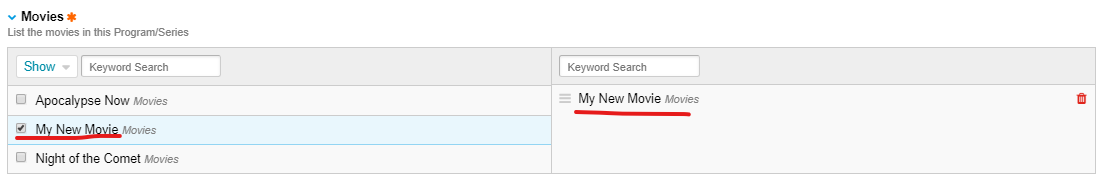 Movies *
List the movies in this Program/Series
Show Keyword Search
Keyword Search
Apocalypse Now Movies
My New Movie Movies
Night of the Comet Movies
My New Movie Movies